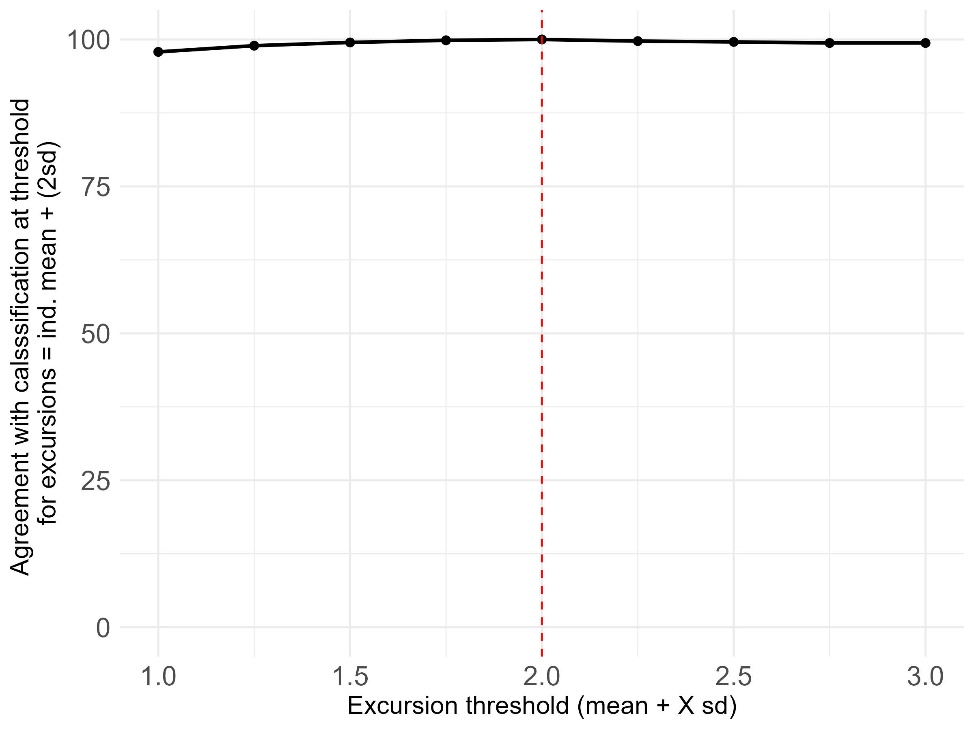 Agreement with calsssification at threshold
for excursions = ind. mean + (2sd)
100
75
50
25
0
1.0 1.5 2.0 2.5 3.0
Excursion threshold (mean + X sd)